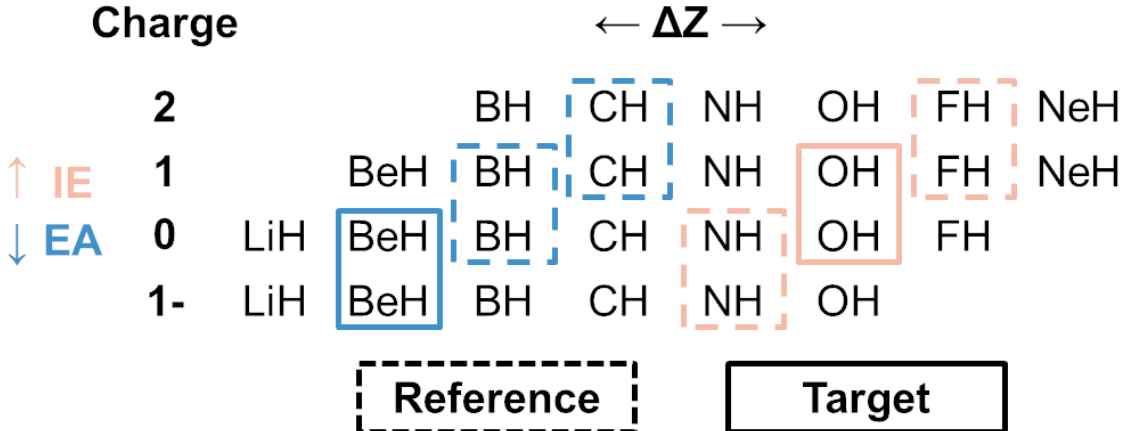 Charge ← ΔZ →
2 BH CH NH OH FH NeH
↑ IE 1 BeH BH CH NH OH FH NeH
↓ EA 0 LiH BeH BH CH NH OH FH
1- LiH BeH BH CH NH OH
Reference Target